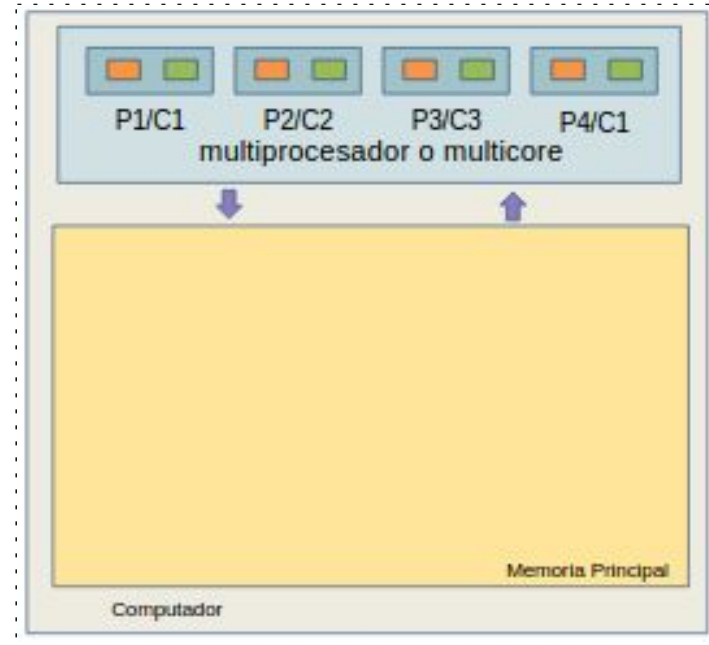 P1/C1 P2/C2 P3/C3 P4/C1
multiprocesador o multicore
Memoria Principal
Computador